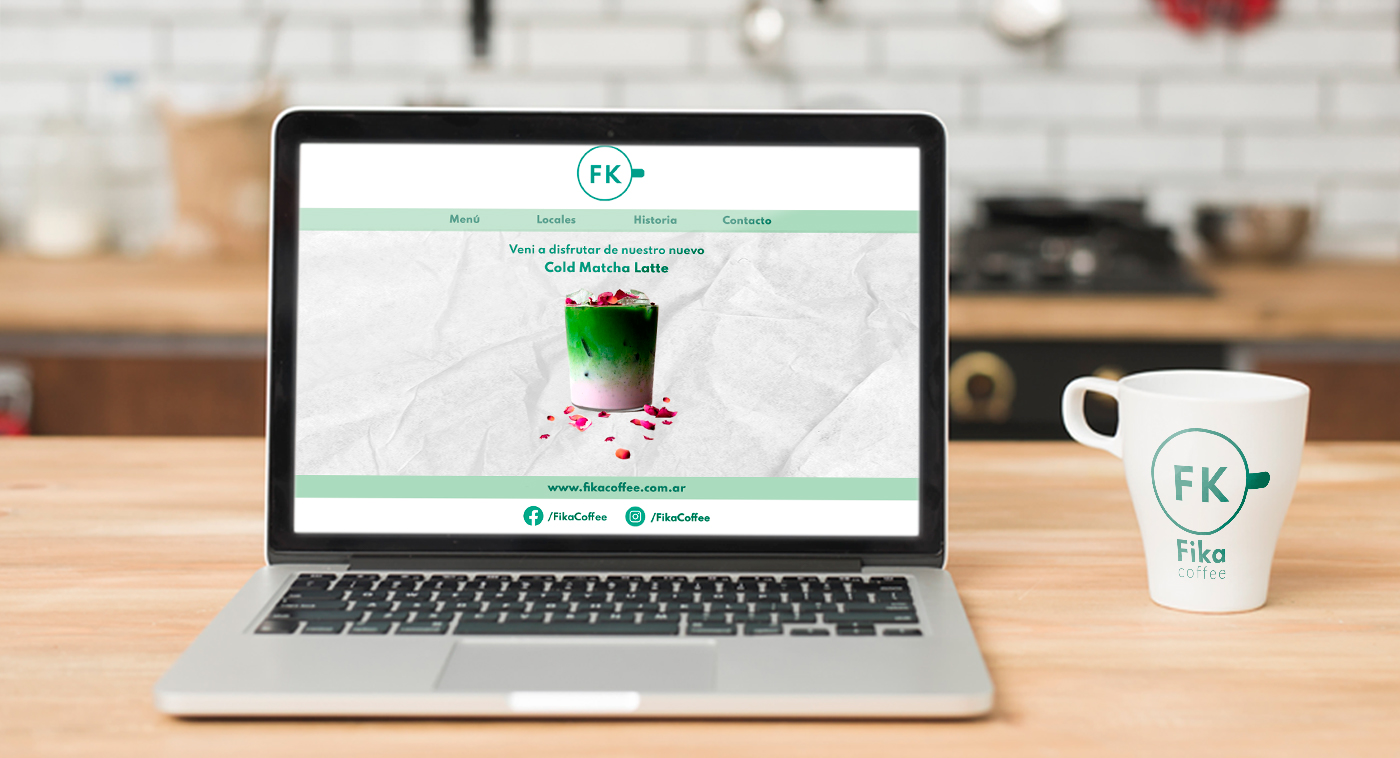 FK
Menú Locales Historia Contacto
Veni a disfrutar de nuestro nuevo
Cold Matcha Latte
www.fikacoffee.com.ar
/FikaCoffee /FikaCoffee
FK
Fika
coffee